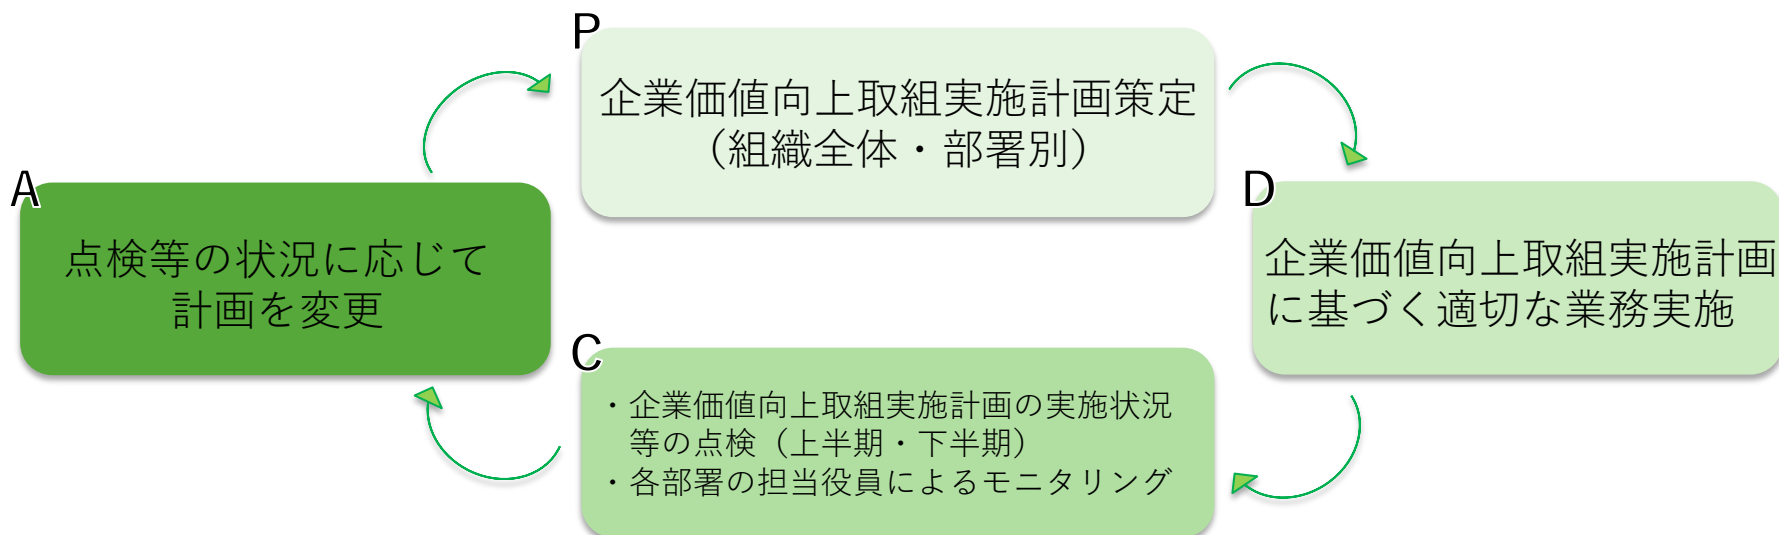 P
企業価値向上取組実施計画策定
（組織全体・部署別）
D
企業価値向上取組実施計画
に基づく適切な業務実施
C
・企業価値向上取組実施計画の実施状況
等の点検（上半期・下半期）
・各部署の担当役員によるモニタリング
A
点検等の状況に応じて
計画を変更